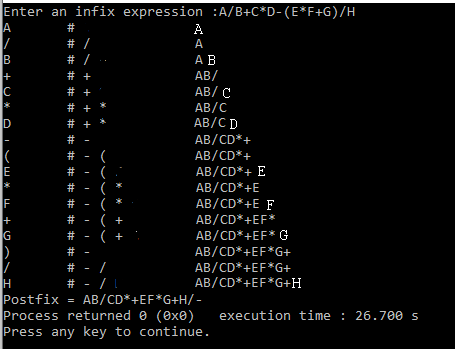 Enter an infix expression :A/B+C*D-(E*F+G)/H
A # A
/ # / A
B # / A B
+ # + AB/
C # + AB/ C
* # + * AB/C
D # + * AB/C D
- # - AB/CD*+
( # - ( AB/CD*+
E # - ( AB/CD*+ E
* # - ( * AB/CD*+E
F # - ( * AB/CD*+E F
+ # - ( + AB/CD*+EF*
G # - ( + AB/CD*+EF* G
) # - AB/CD*+EF*G+
/ # - / AB/CD*+EF*G+
H # - / AB/CD*+EF*G+H
Postfix = AB/CD*+EF*G+H/-
Process returned 0 (0x0) execution time : 26.700 s
Press any key to continue.